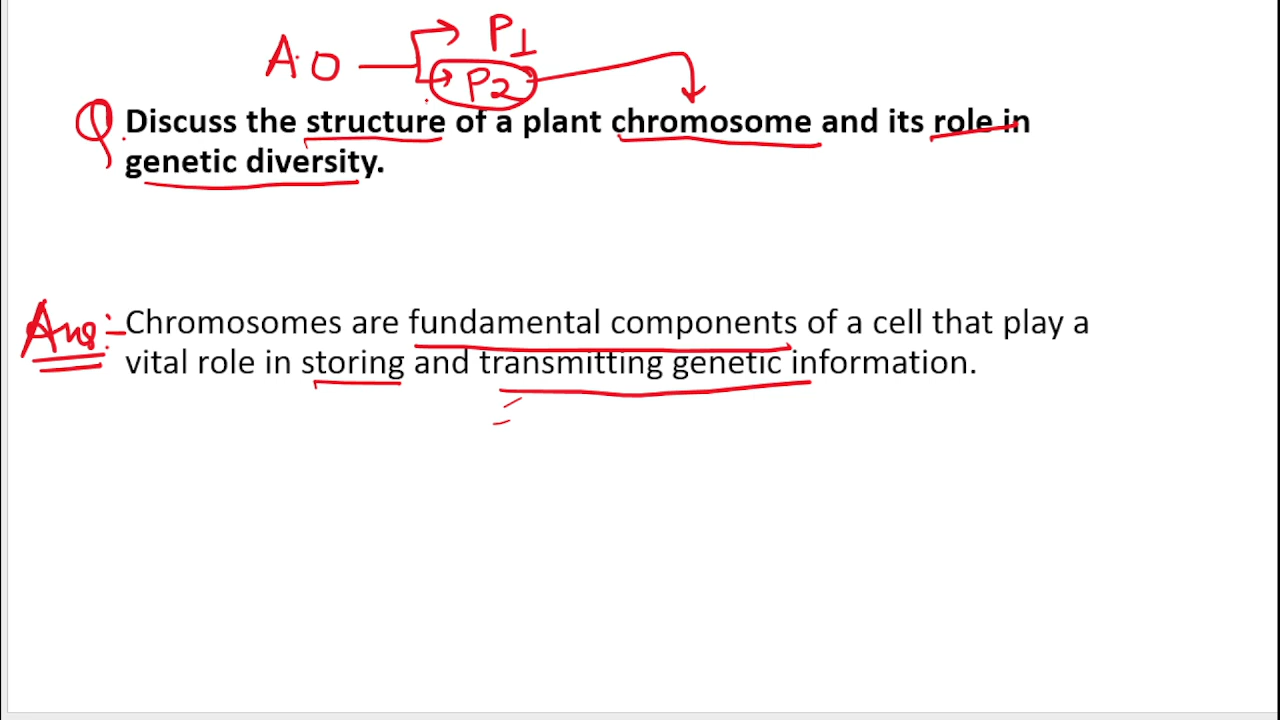 P1
A.O
P2
Q Discuss the structure of a plant chromosome and its role in
genetic diversity.
Ans:- Chromosomes are fundamental components of a cell that play a
vital role in storing and transmitting genetic information.